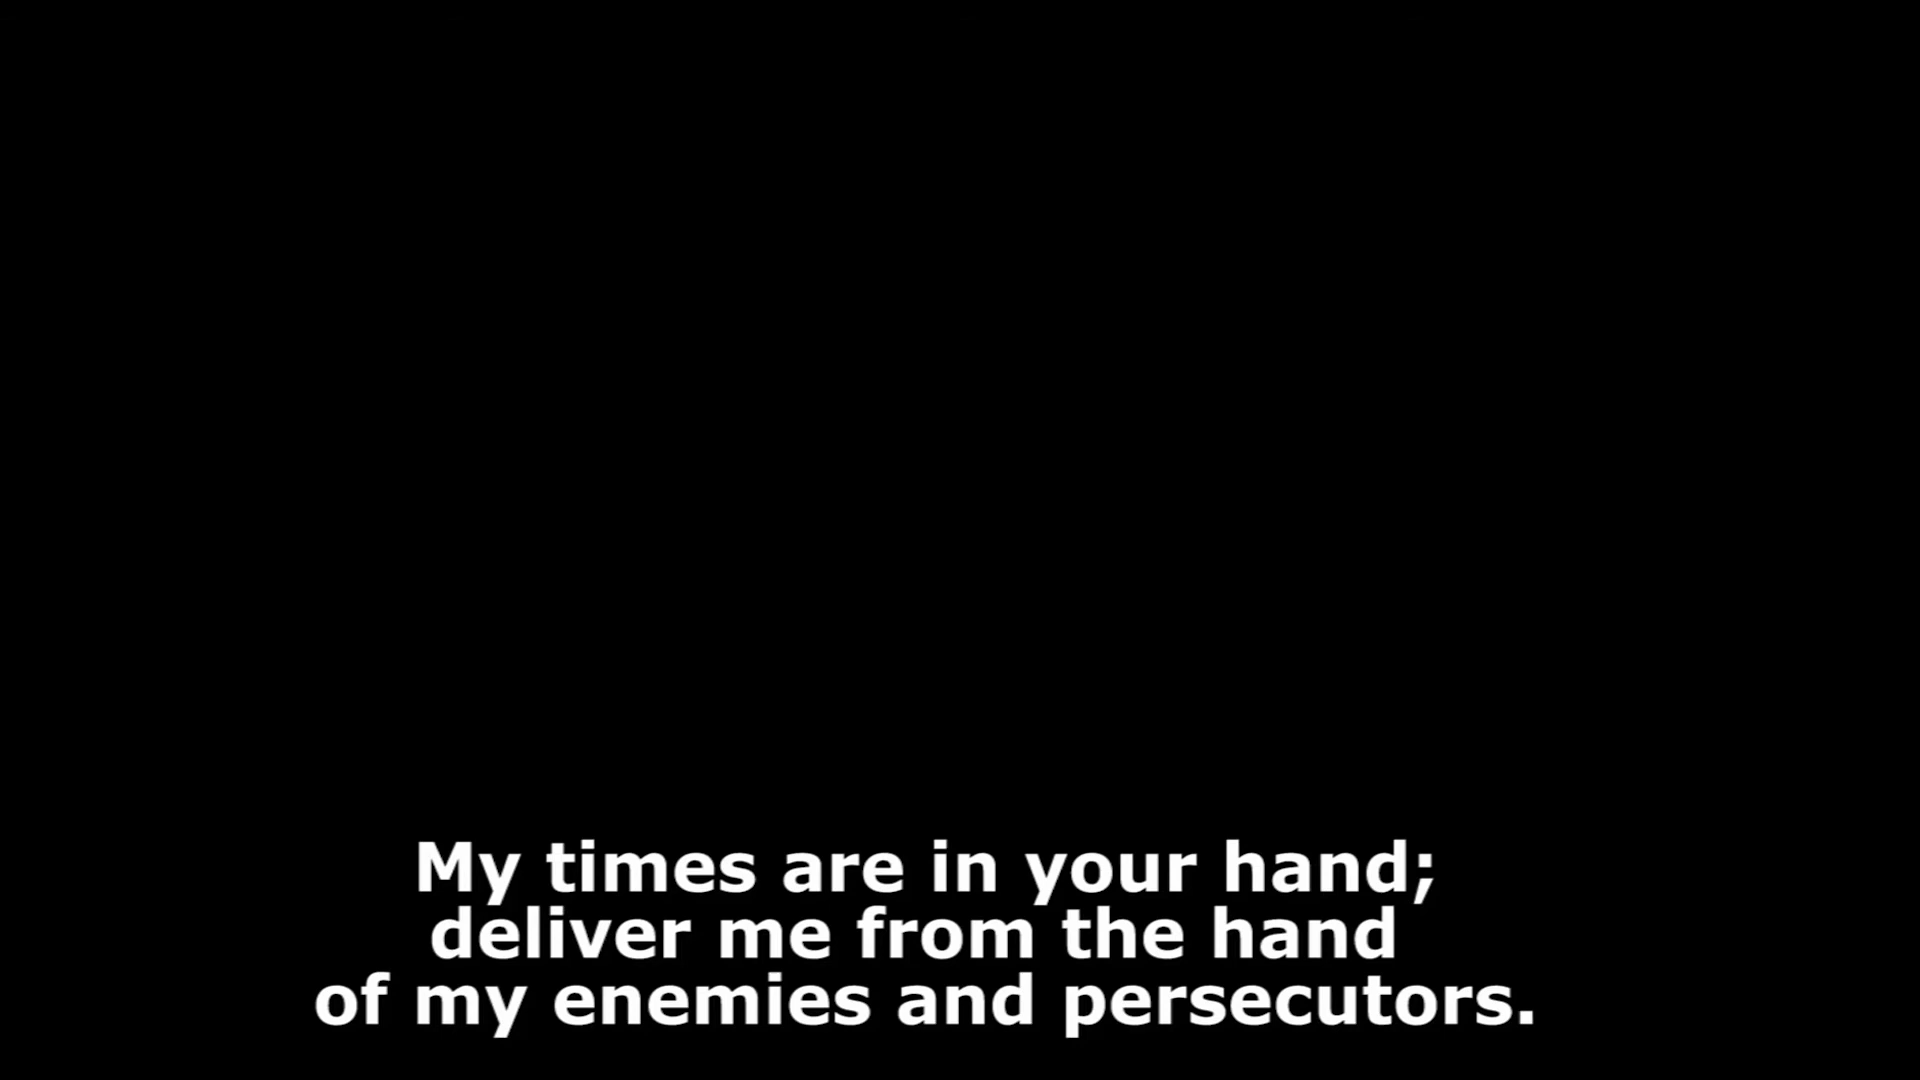 My times are in your hand;
deliver me from the hand
of my enemies and persecutors.